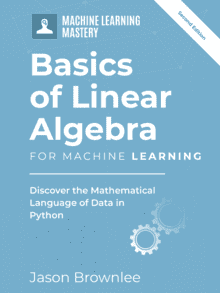 MACHINE LEARNING
MASTERY
Second Edition
Basics
of Linear
Algebra
FOR MACHINE LEARNING
Discover the Mathematical
Language of Data in
Python
Jason Brownlee